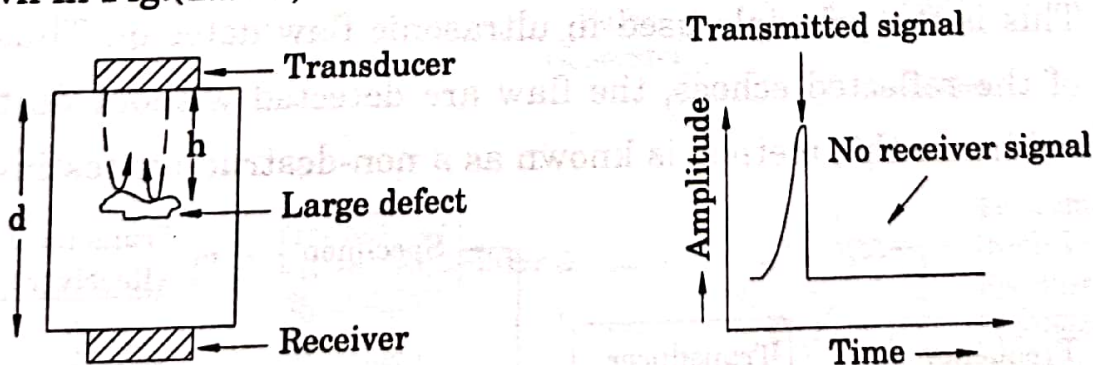 Transmitted signal
Transducer
h
d
Large defect
Receiver
Amplitude
No receiver signal
Time